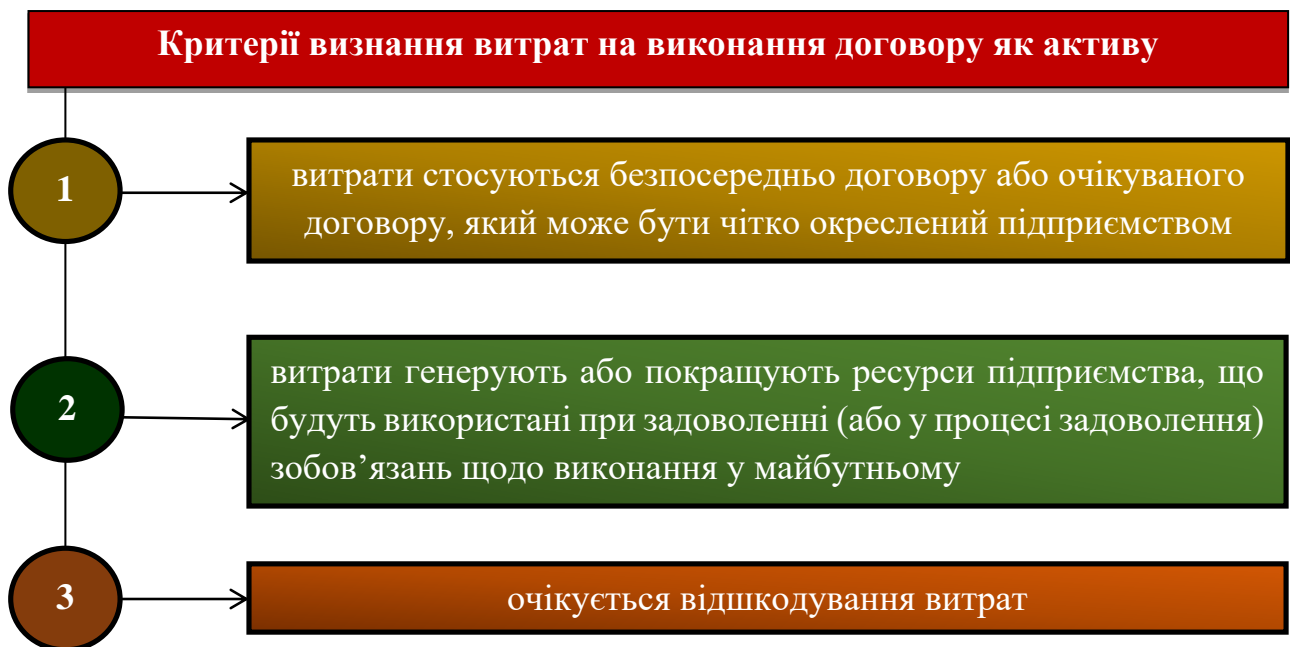 Критерії визнання витрат на виконання договору як активу
1
витрати стосуються безпосередньо договору або очікуваного
договору, який може бути чітко окреслений підприємством
2
витрати генерують або покращують ресурси підприємства, що
будуть використані при задоволенні (або у процесі задоволення)
зобов’язань щодо виконання у майбутньому
3
очікується відшкодування витрат